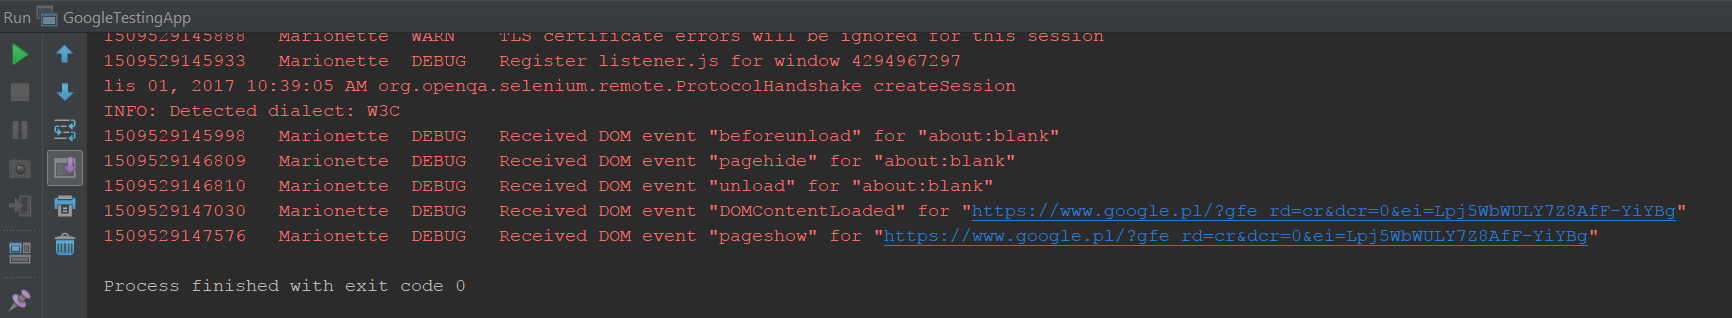 Run GoogleTestingApp
1509529145888 Marionette WARN TLS certificate errors will be ignored for this session
1509529145933 Marionette DEBUG Register listener.js for window 4294967297
lis 01, 2017 10:39:05 AM org.openqa.selenium.remote.ProtocolHandshake createSession
INFO: Detected dialect: W3C
1509529145998 Marionette DEBUG Received DOM event "beforeunload" for "about:blank"
1509529146809 Marionette DEBUG Received DOM event "pagehide" for "about:blank"
1509529146810 Marionette DEBUG Received DOM event "unload" for "about:blank"
1509529147030 Marionette DEBUG Received DOM event "DOMContentLoaded" for "https://www.google.pl/?gfe_rd=cr&dcr=0&ei=Lpj5WbWULY7Z8AfF-YiYBg"
1509529147576 Marionette DEBUG Received DOM event "pageshow" for "https://www.google.pl/?gfe_rd=cr&dcr=0&ei=Lpj5WbWULY7Z8AfF-YiYBg"
Process finished with exit code 0